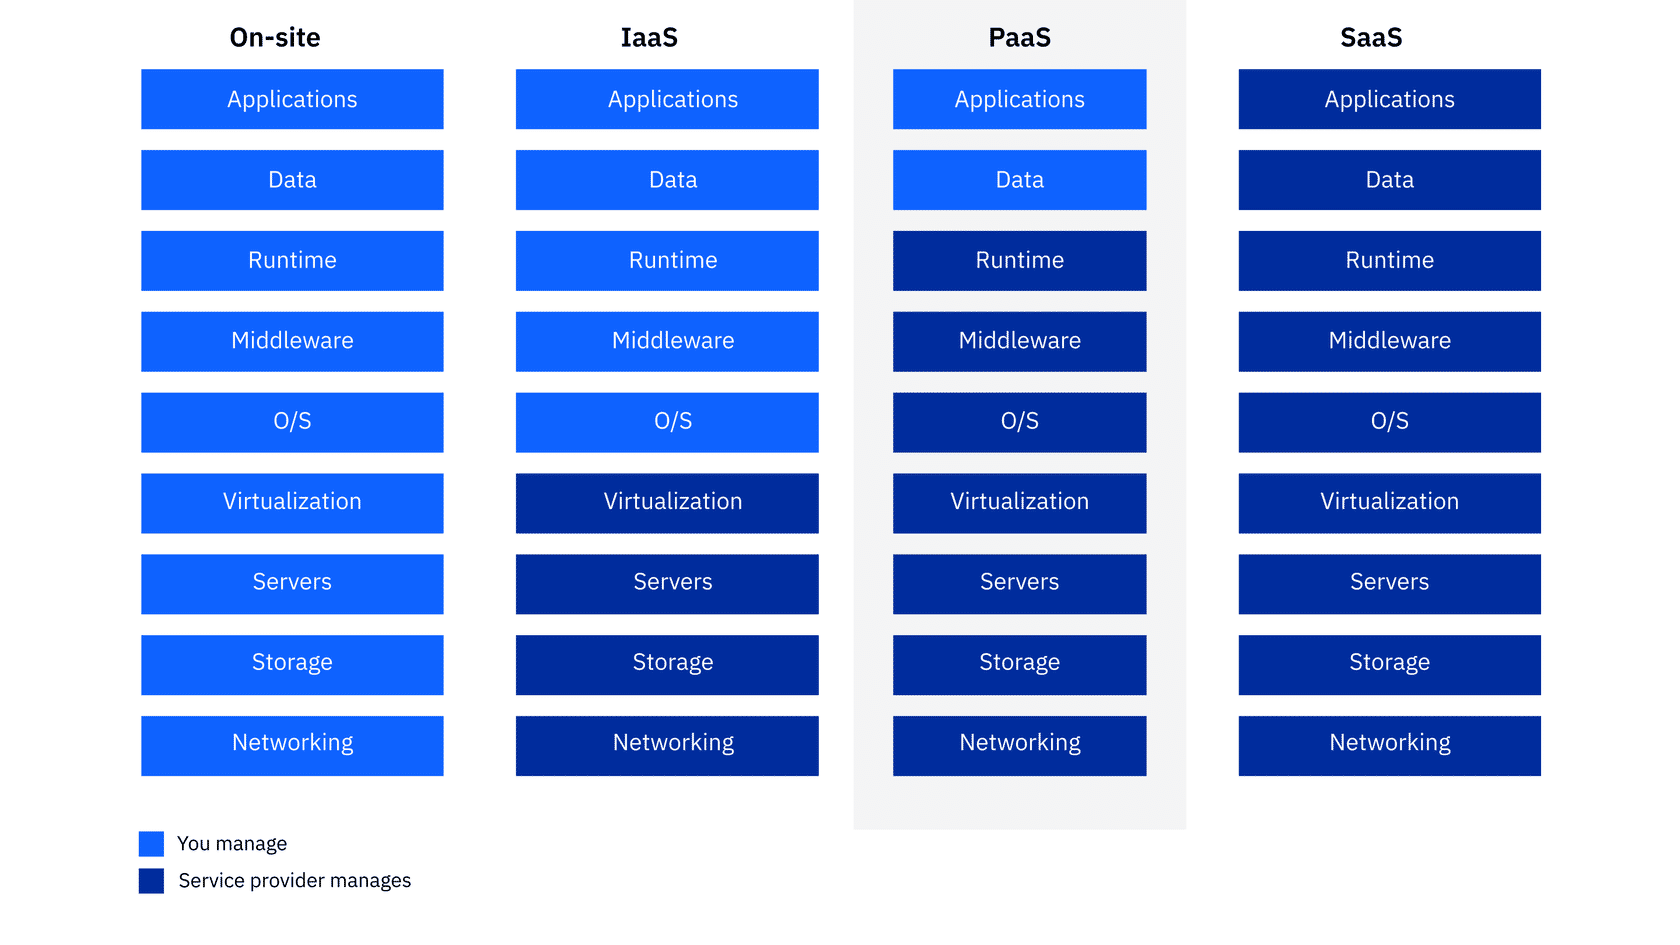 On-site IaaS PaaS SaaS
Applications Applications Applications Applications
Data Data Data Data
Runtime Runtime Runtime Runtime
Middleware Middleware Middleware Middleware
O/S O/S O/S O/S
Virtualization Virtualization Virtualization Virtualization
Servers Servers Servers Servers
Storage Storage Storage Storage
Networking Networking Networking Networking
You manage
Service provider manages